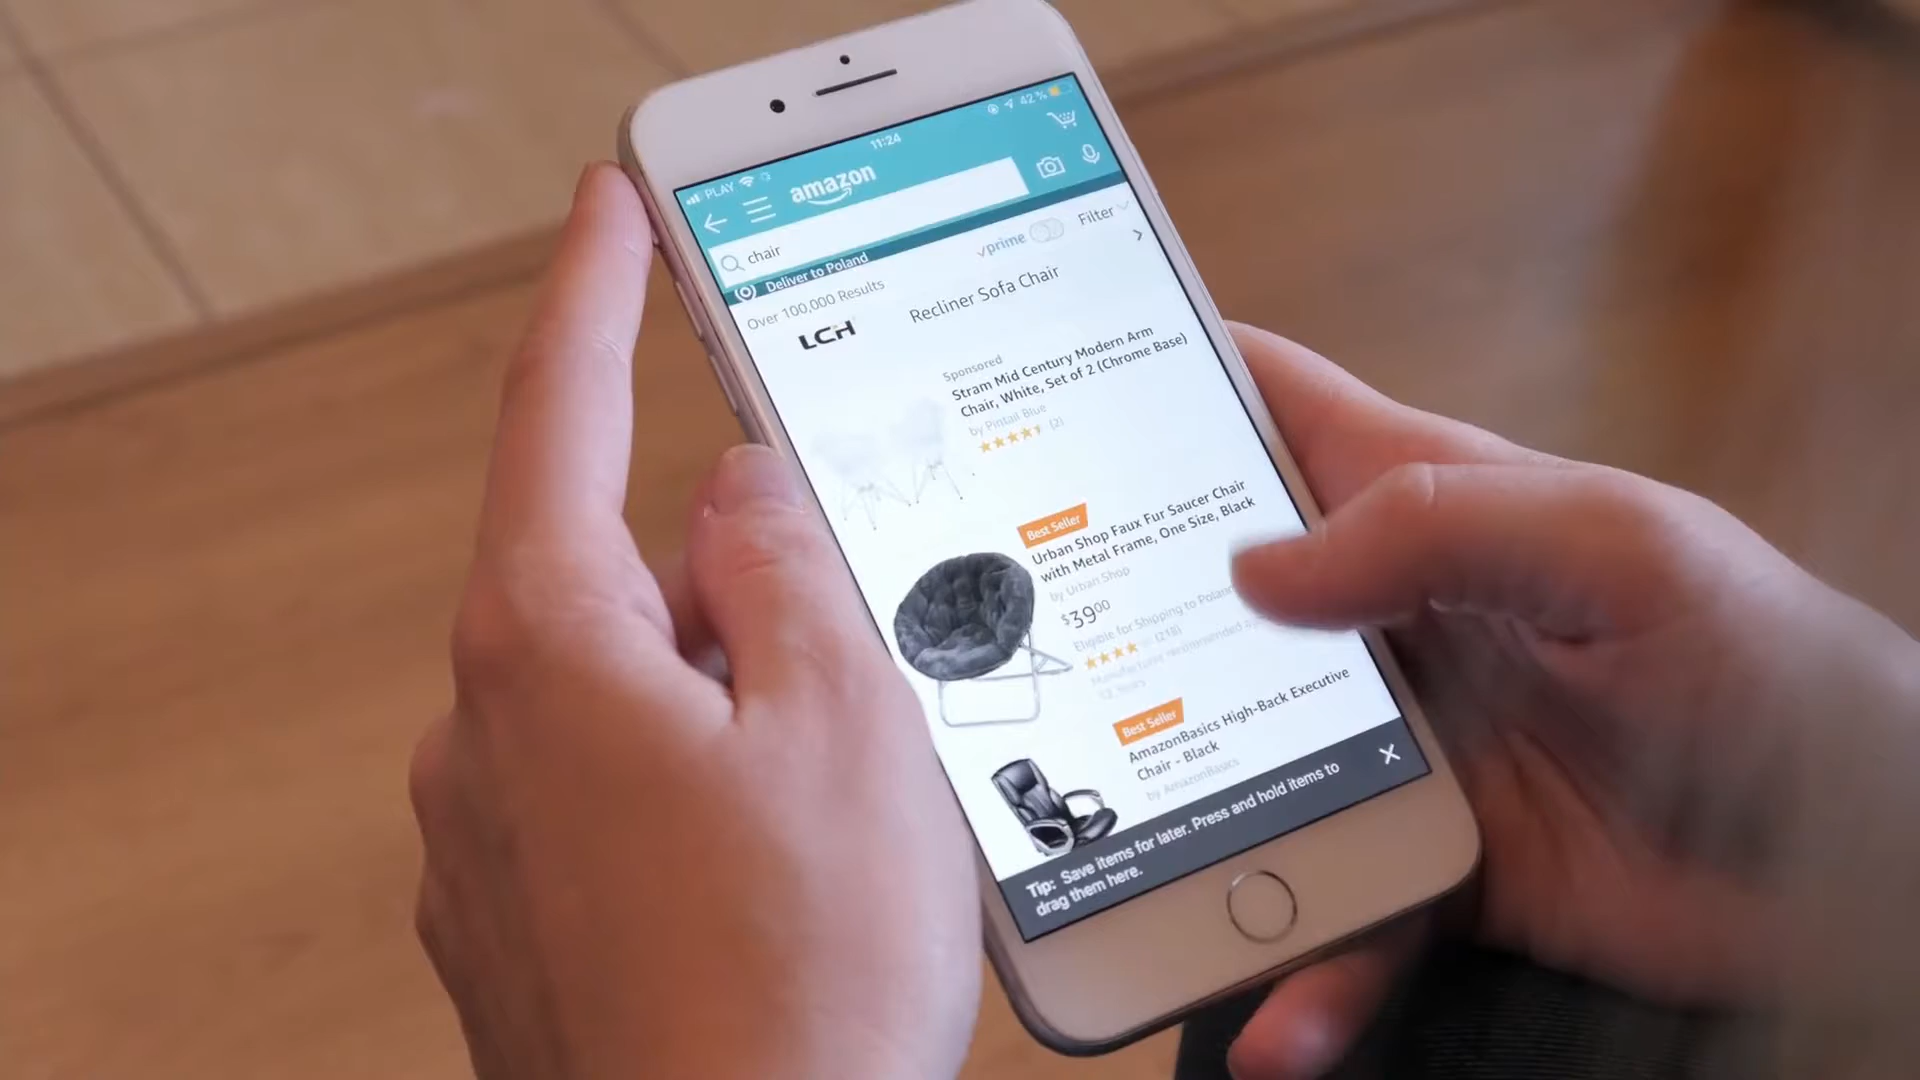 PLAY
11:24
42%
amazon
chair
Deliver to Poland
Over 100,000 Results
✓prime
Filter
LCH
Recliner Sofa Chair
Sponsored
Stram Mid Century Modern Arm
Chair, White, Set of 2 (Chrome Base)
by Pintail Blue
(2)
Best Seller
Urban Shop Faux Fur Saucer Chair
with Metal Frame, One Size, Black
by Urban Shop
$39.00
Eligible for Shipping to Poland
(218)
Manufacturer recommended
12 years
Best Seller
AmazonBasics High-Back Executive
Chair - Black
by AmazonBasics
Tip: Save items for later. Press and hold items to
drag them here.